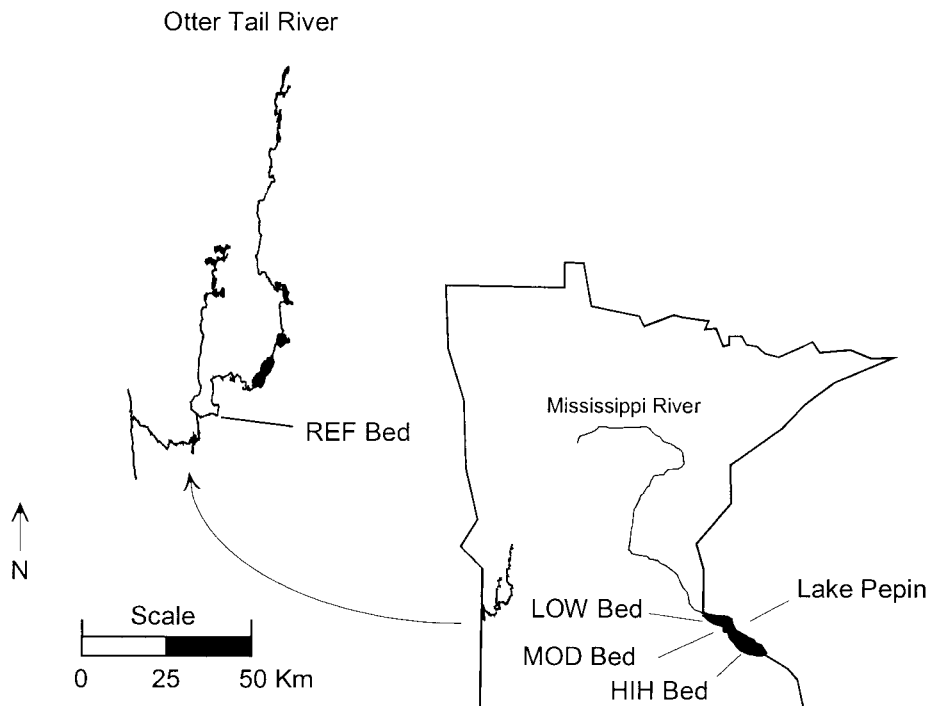 Otter Tail River
REF Bed
Mississippi River
N
Scale
0 25 50 Km
LOW Bed
Lake Pepin
MOD Bed
HIH Bed